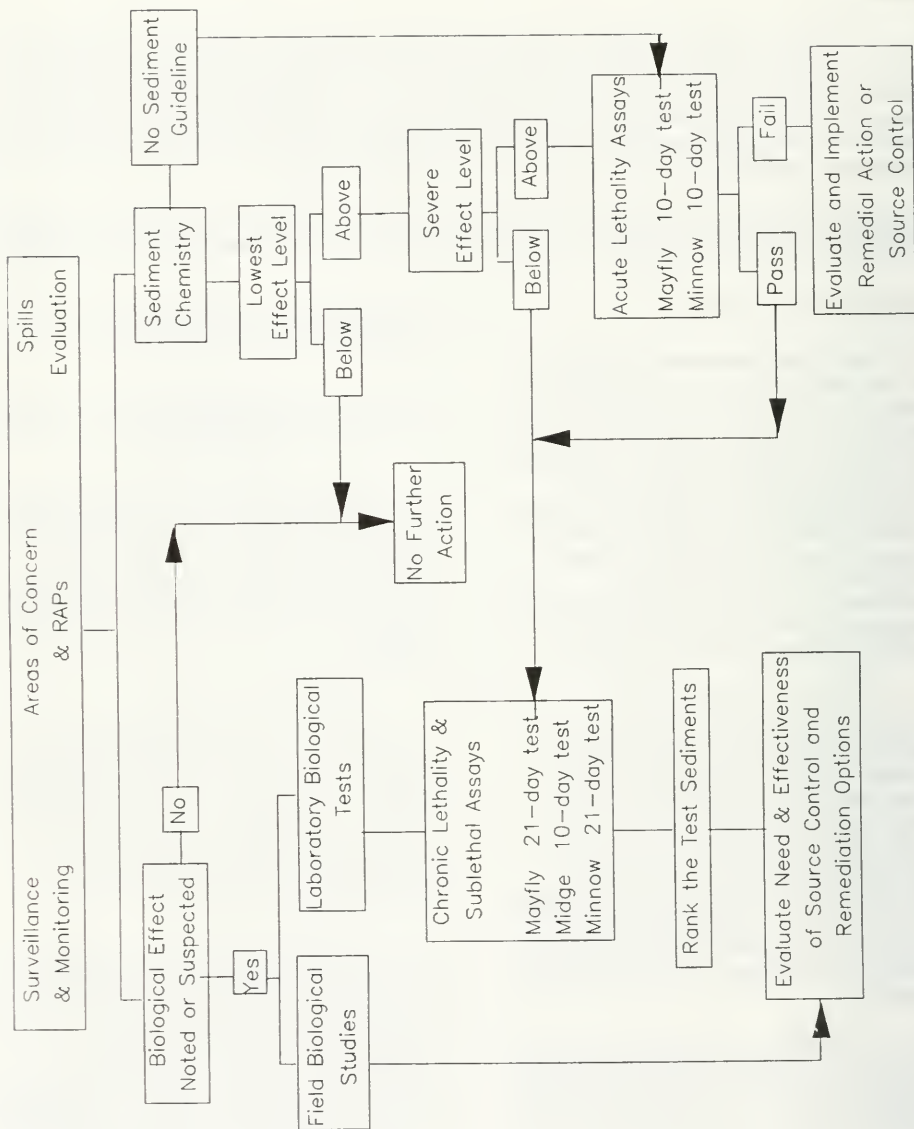 Surveillance & Monitoring
Areas of Concern & RAPs
Spills Evaluation
Biological Effect
Noted or Suspected
No
Yes
Field Biological
Studies
Laboratory Biological
Tests
Chronic Lethality &
Sublethal Assays
Mayfly 21-day test
Midge 10-day test
Minnow 21-day test
Rank the Test Sediments
Evaluate Need & Effectiveness
of Source Control and
Remediation Options
No Further
Action
Sediment
Chemistry
No Sediment
Guideline
Lowest
Effect Level
Below
Above
Severe
Effect Level
Below
Above
Acute Lethality Assays
Mayfly 10-day test
Minnow 10-day test
Pass
Fail
Evaluate and Implement
Remedial Action or
Source Control